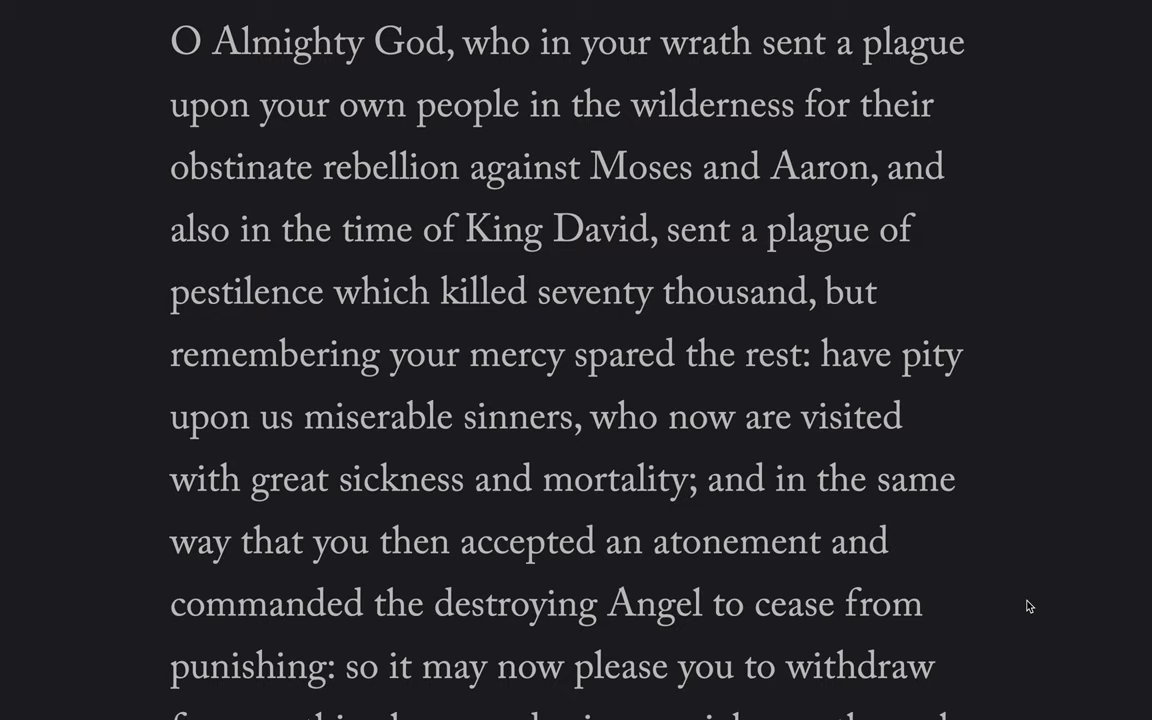 O Almighty God, who in your wrath sent a plague
upon your own people in the wilderness for their
obstinate rebellion against Moses and Aaron, and
also in the time of King David, sent a plague of
pestilence which killed seventy thousand, but
remembering your mercy spared the rest: have pity
upon us miserable sinners, who now are visited
with great sickness and mortality; and in the same
way that you then accepted an atonement and
commanded the destroying Angel to cease from
punishing: so it may now please you to withdraw